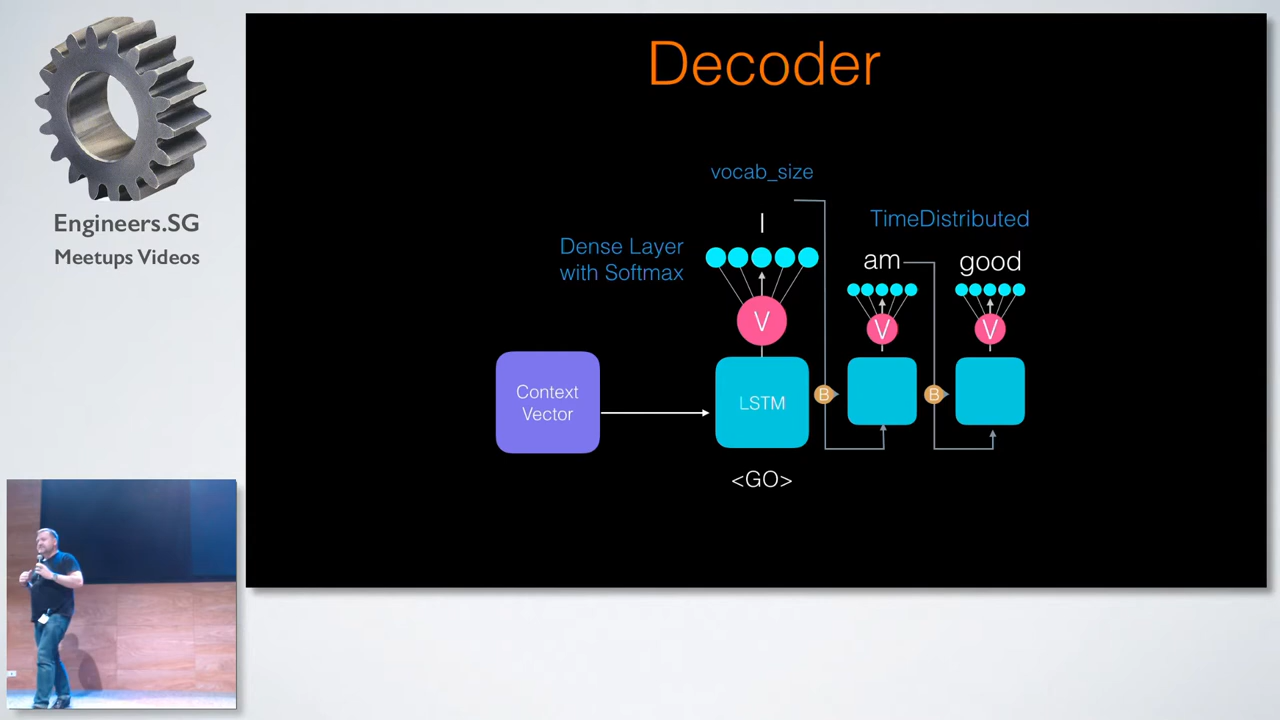 Engineers.SG
Meetups Videos
Decoder
vocab_size
I
Dense Layer
with Softmax
TimeDistributed
am
good
V
V
V
Context
Vector
LSTM
B
B
<GO>